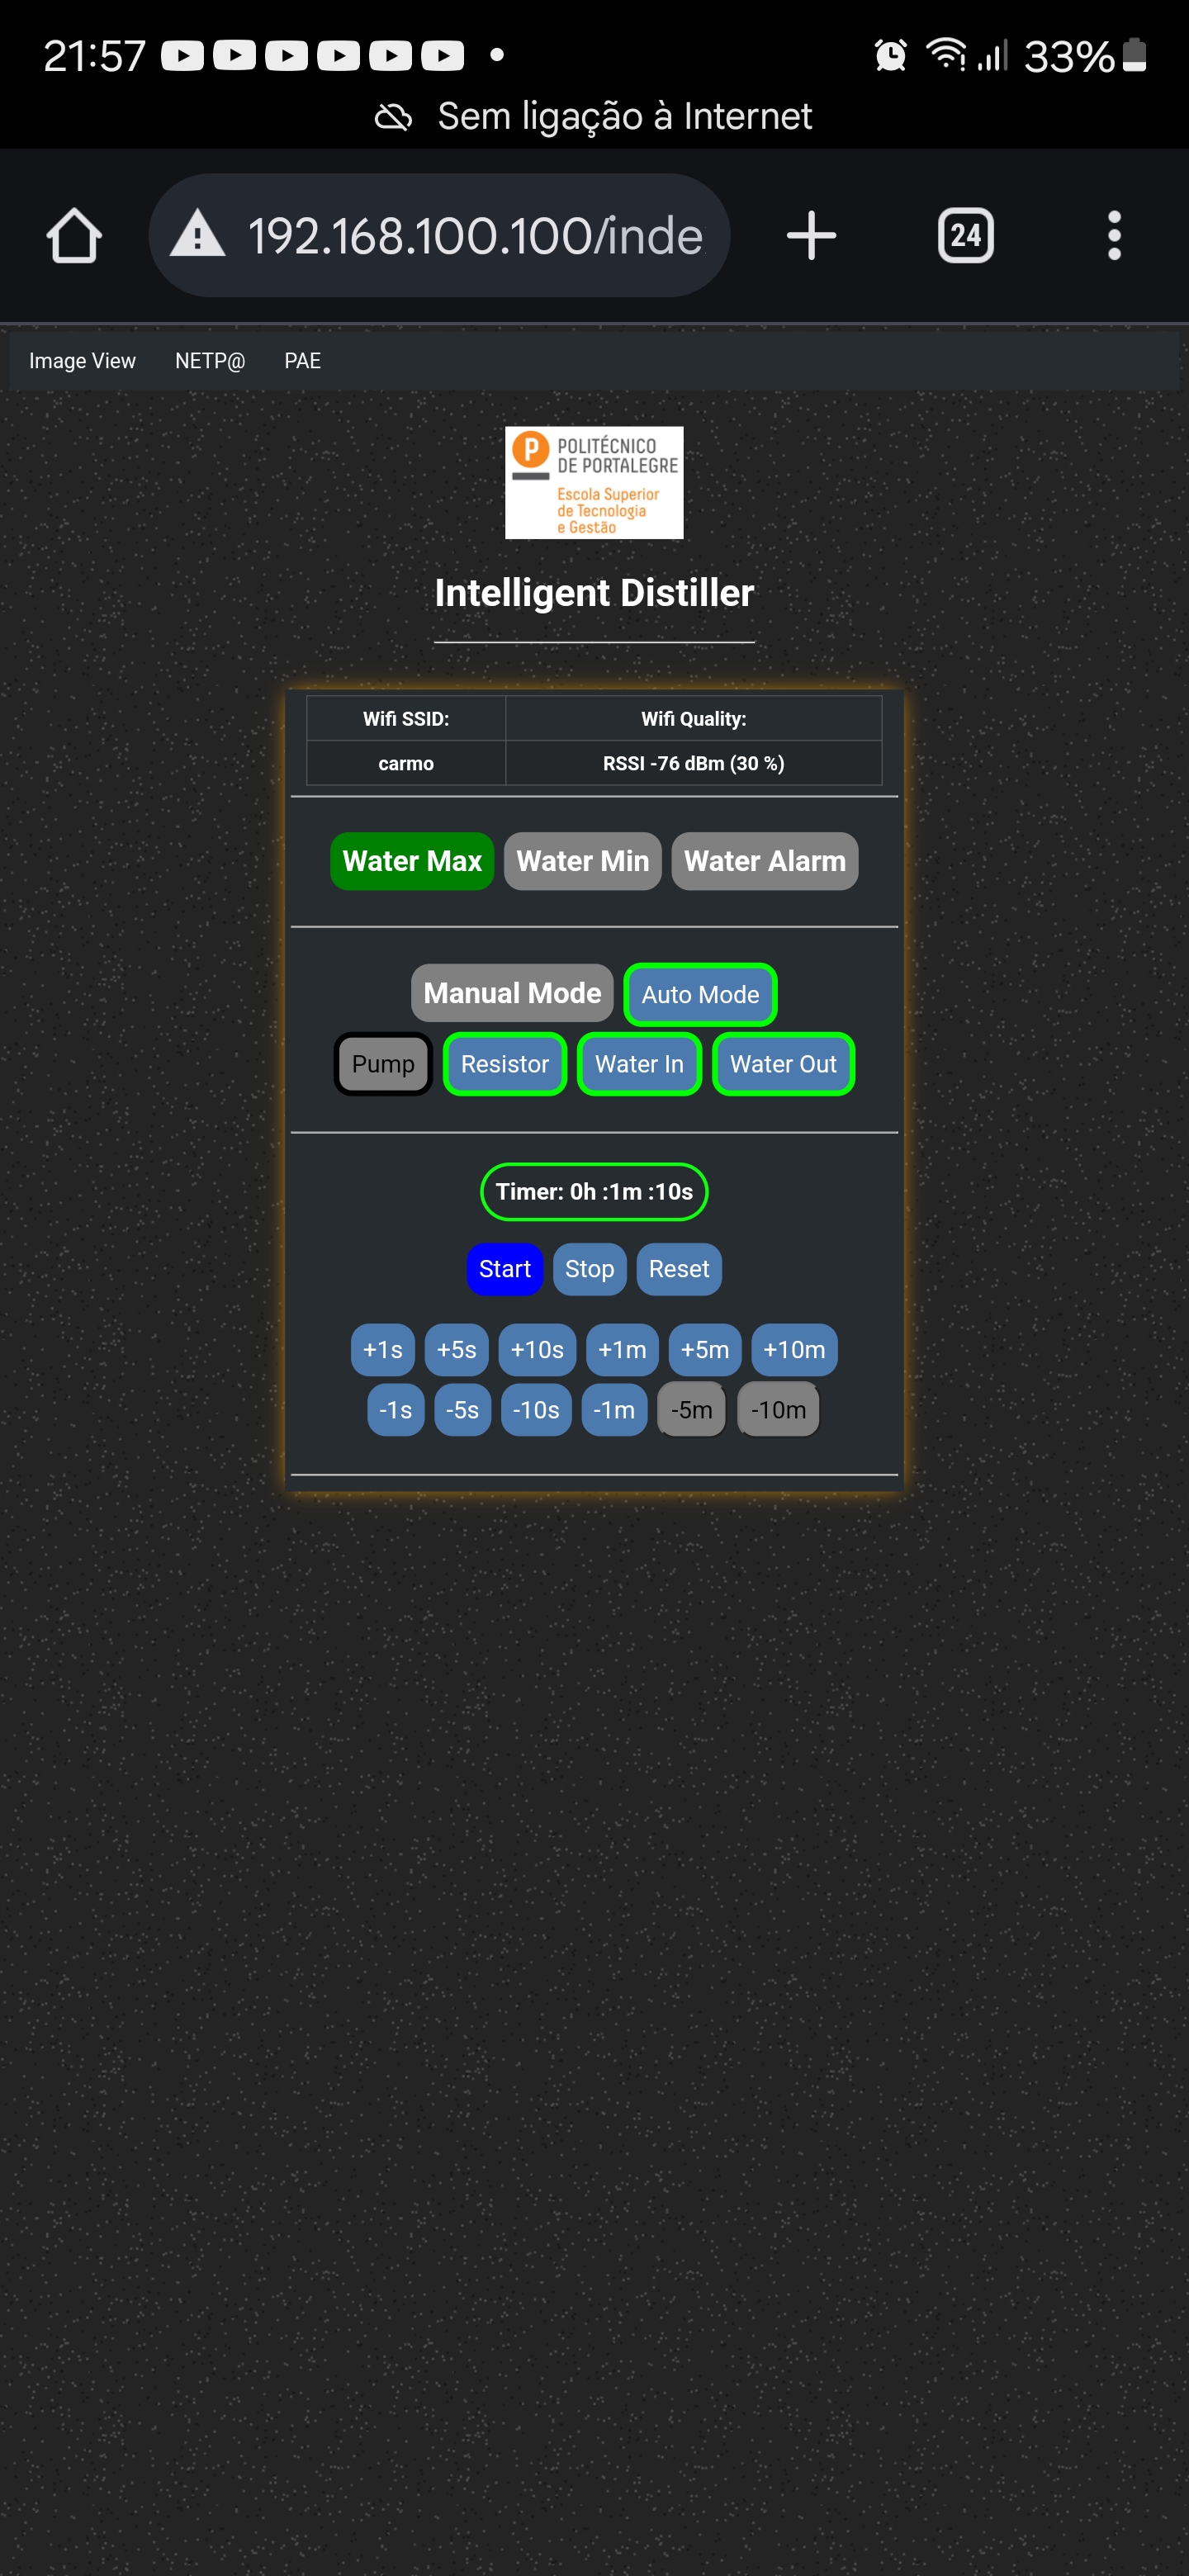 21:57 33%
Sem ligação à Internet
192.168.100.100/inde
24
Image View NETP@ PAE
P POLITÉCNICO
DE PORTALEGRE
Escola Superior
de Tecnologia
e Gestão
Intelligent Distiller
Wifi SSID: Wifi Quality:
carmo RSSI -76 dBm (30 %)
Water Max Water Min Water Alarm
Manual Mode Auto Mode
Pump Resistor Water In Water Out
Timer: 0h :1m :10s
Start Stop Reset
+1s +5s +10s +1m +5m +10m
-1s -5s -10s -1m -5m -10m